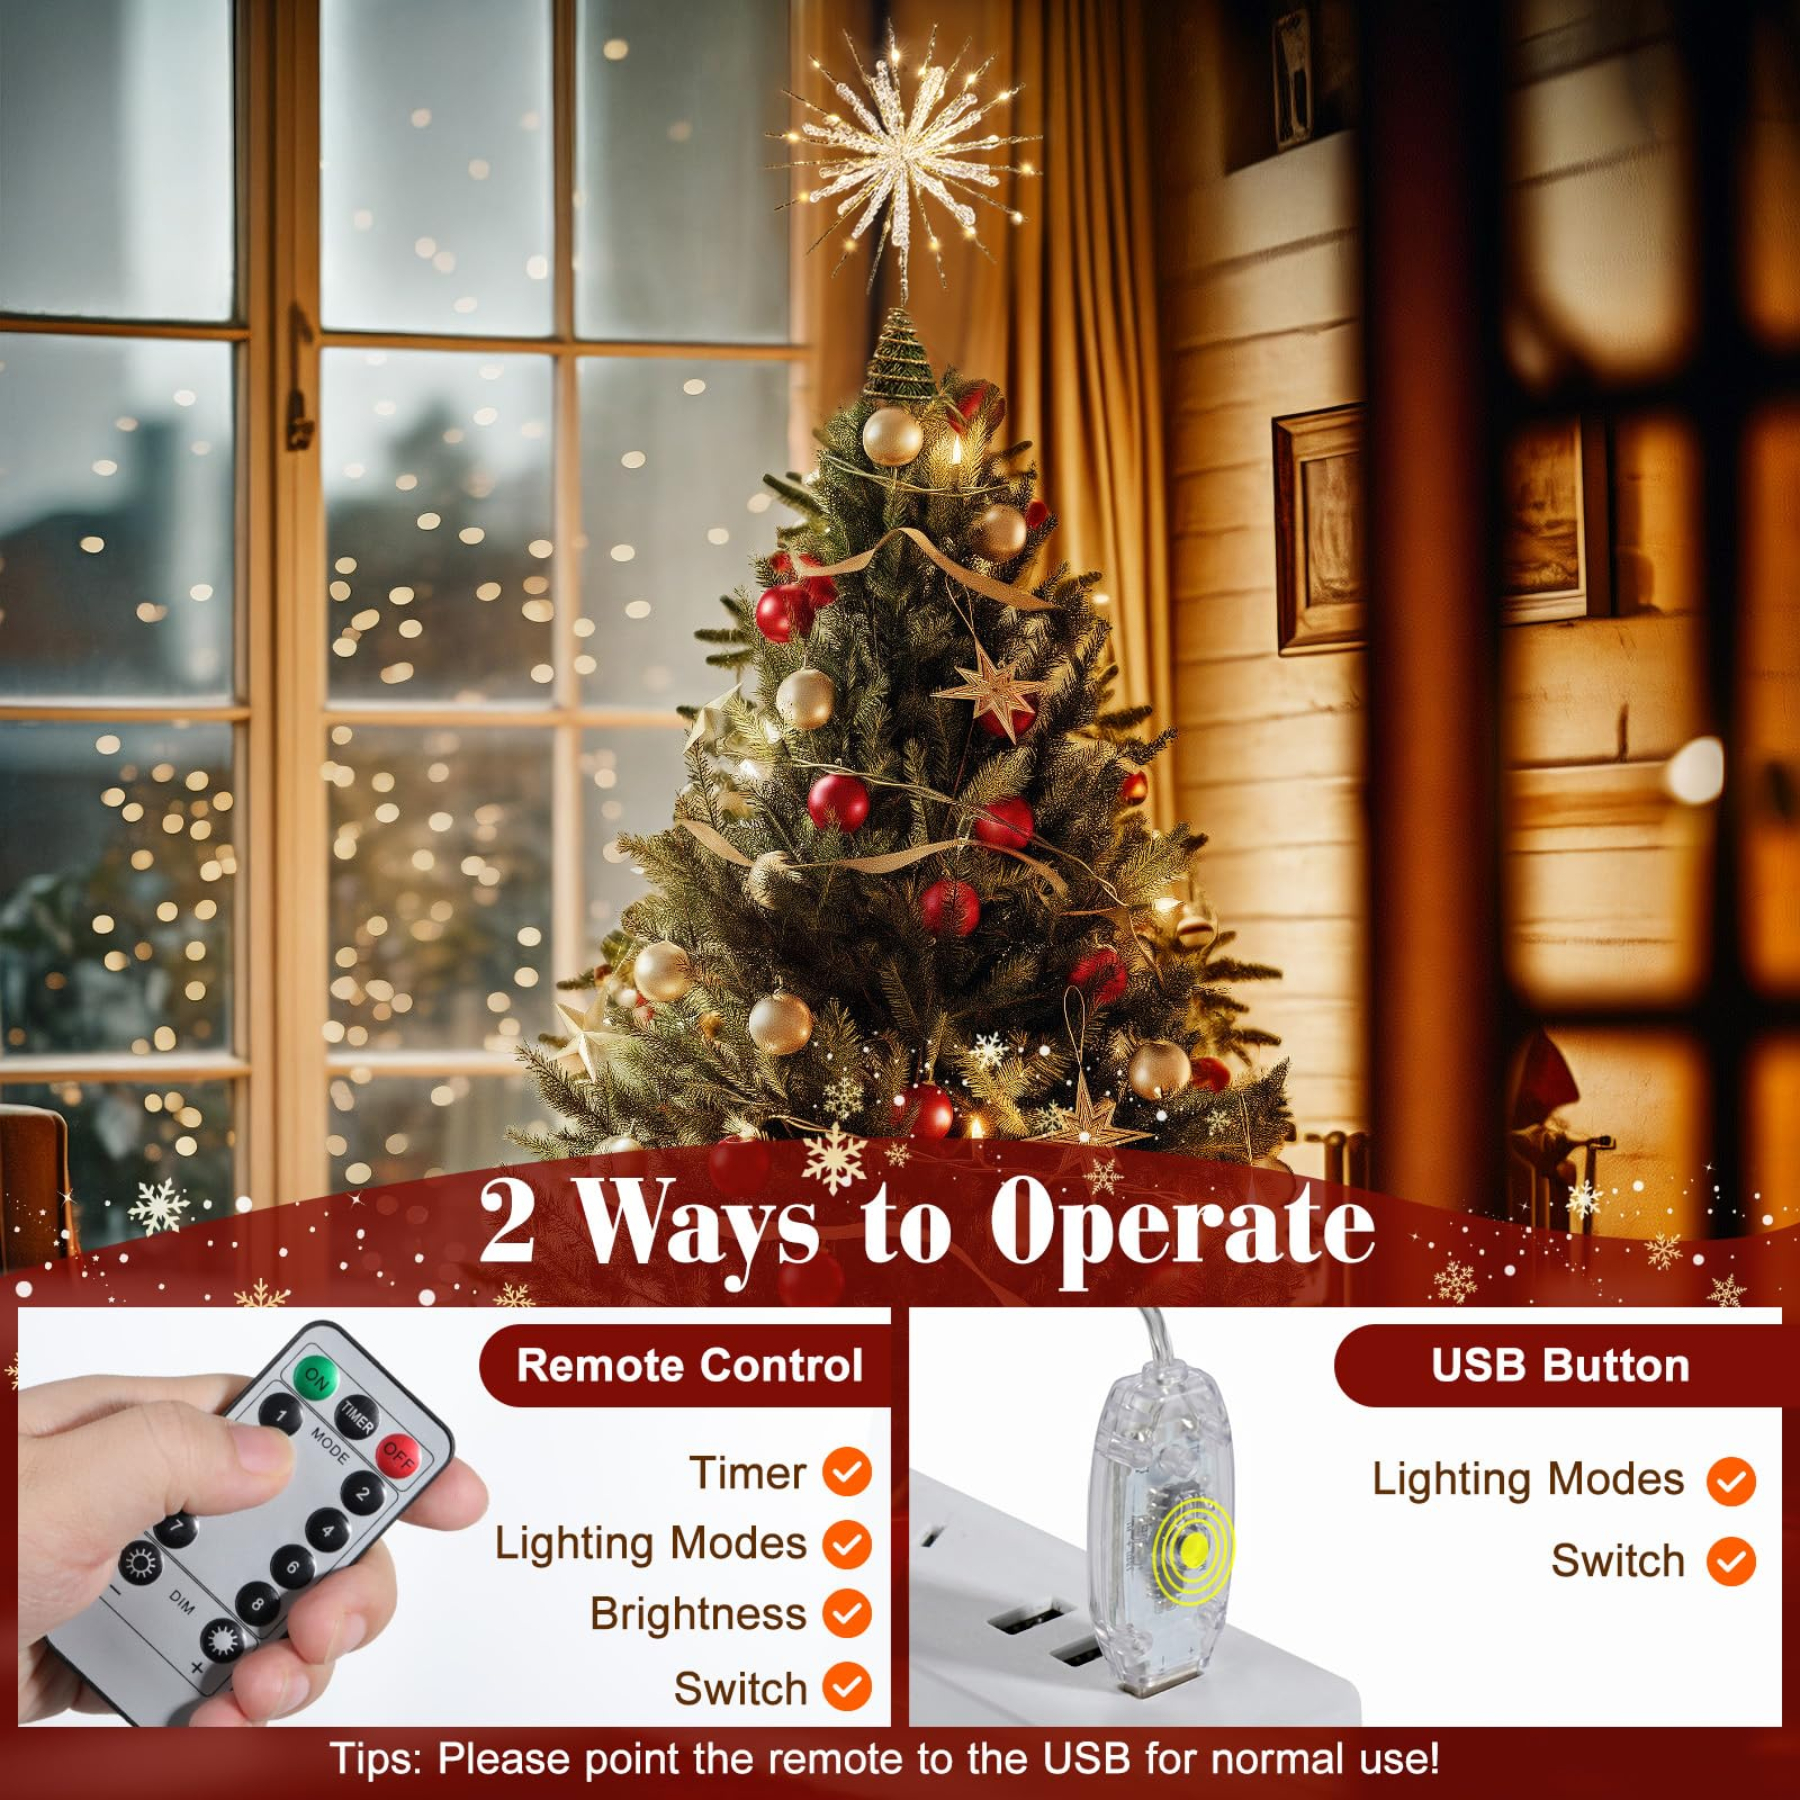 2 Ways to Operate
Remote Control
ON
TIMER
OFF
1
MODE
2
4
7
6
8
DIM
−
+
Timer
Lighting Modes
Brightness
Switch
USB Button
Lighting Modes
Switch
Tips: Please point the remote to the USB for normal use!